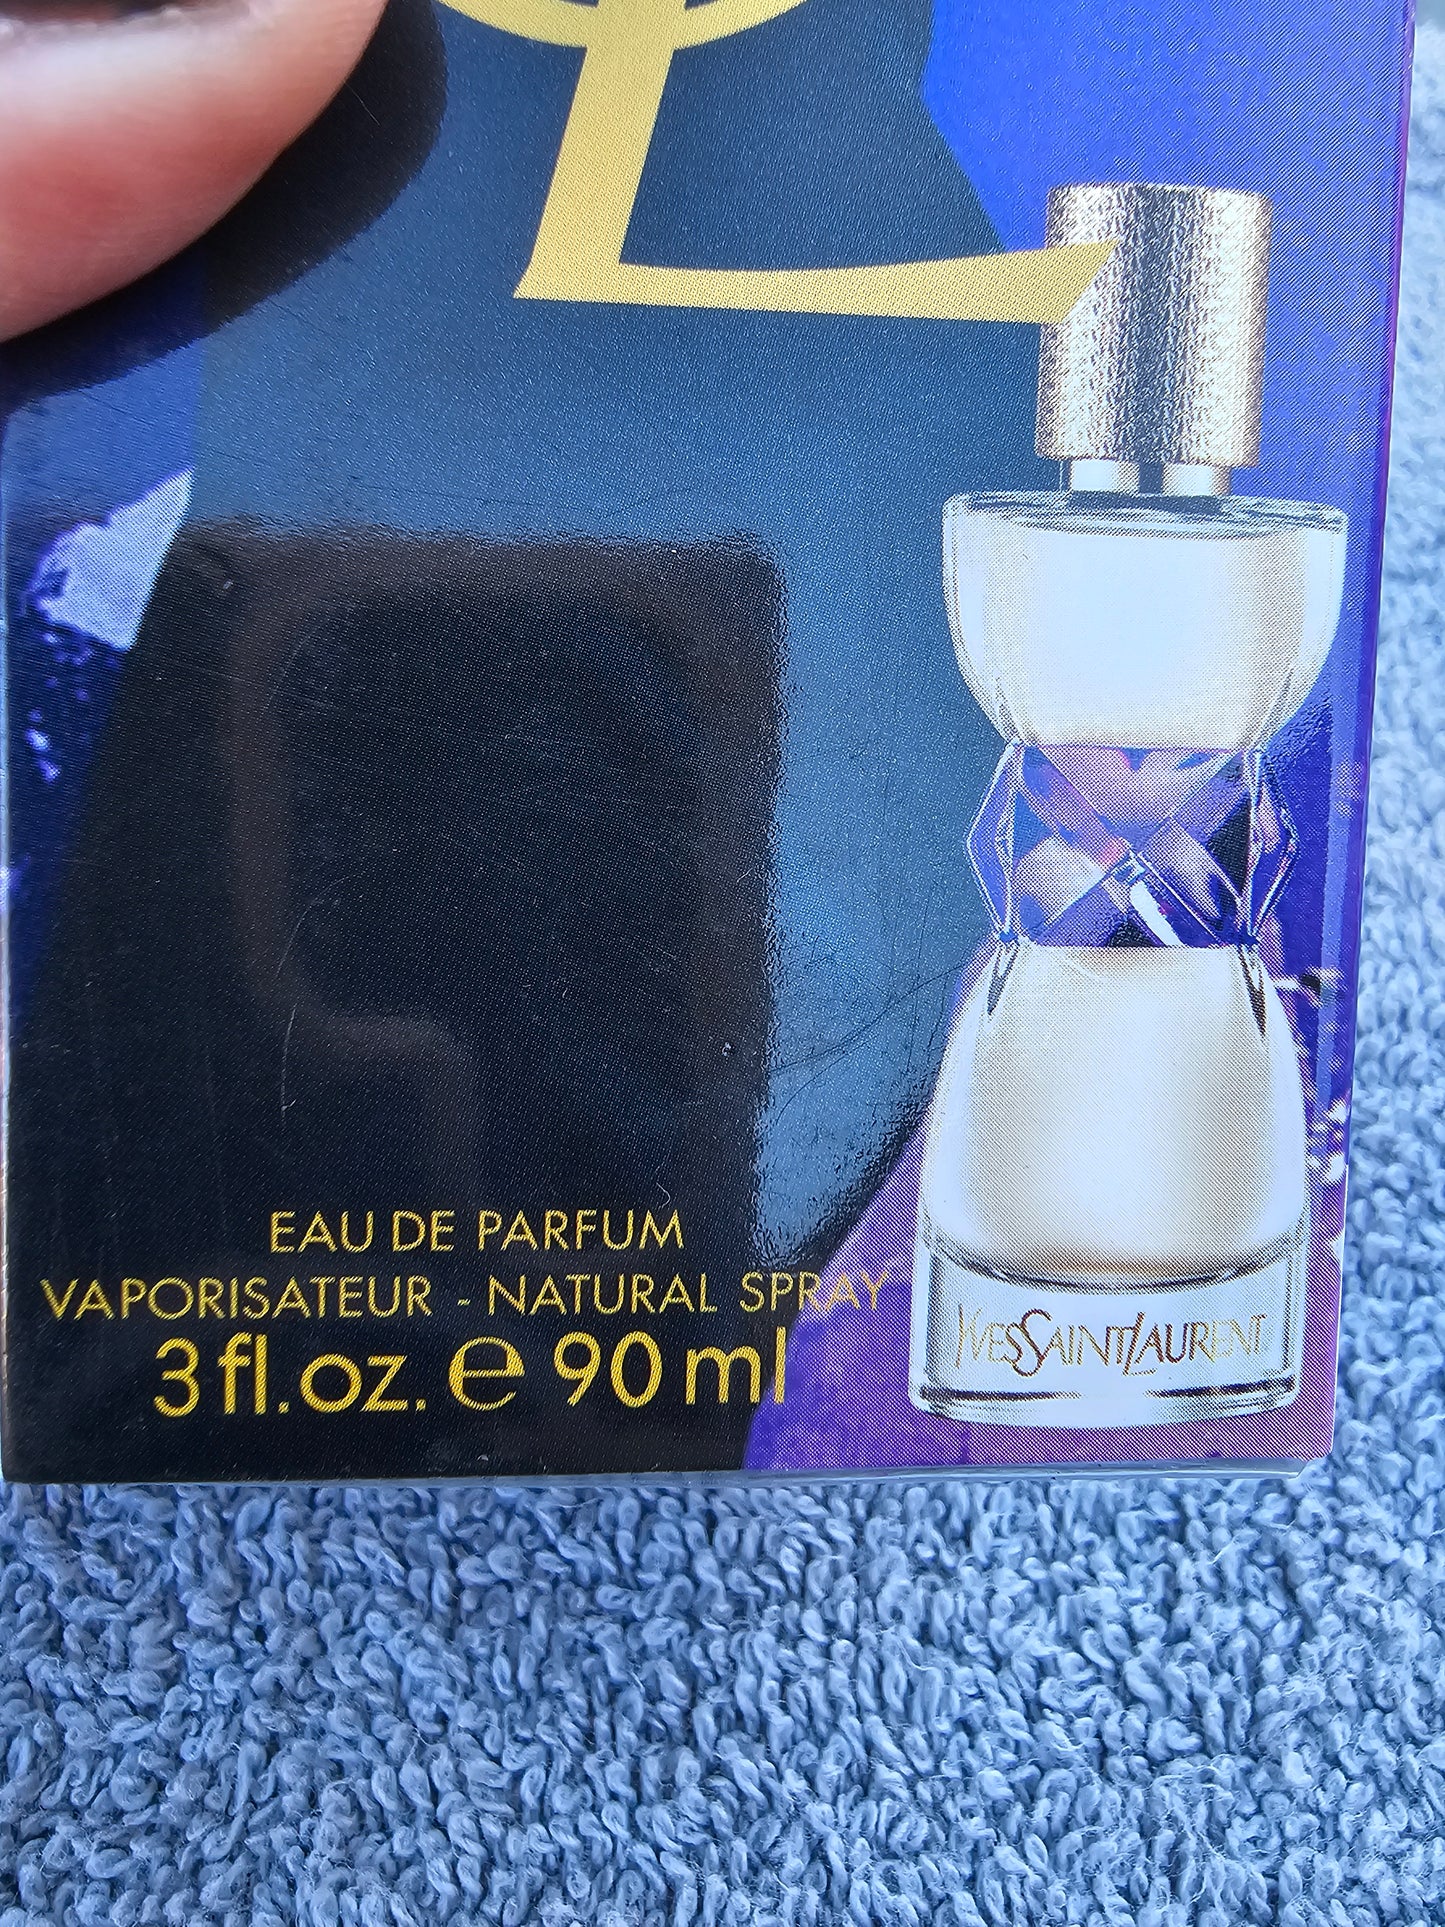 L
EAU DE PARFUM
VAPORISATEUR - NATURAL SPRAY
3 fl.oz. e 90 ml
YVESSAINTLAURENT